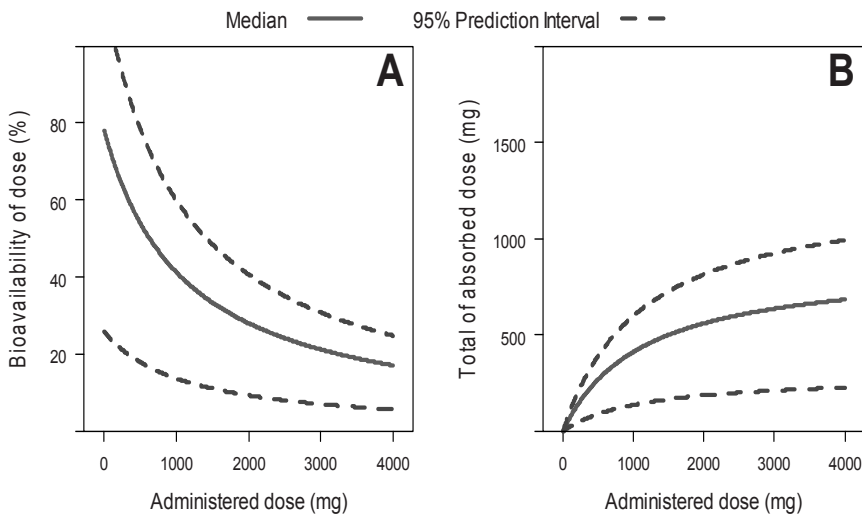 Median 95% Prediction Interval
A
Bioavailability of dose (%)
80
60
40
20
0 1000 2000 3000 4000
Administered dose (mg)
B
Total of absorbed dose (mg)
1500
1000
500
0 1000 2000 3000 4000
Administered dose (mg)